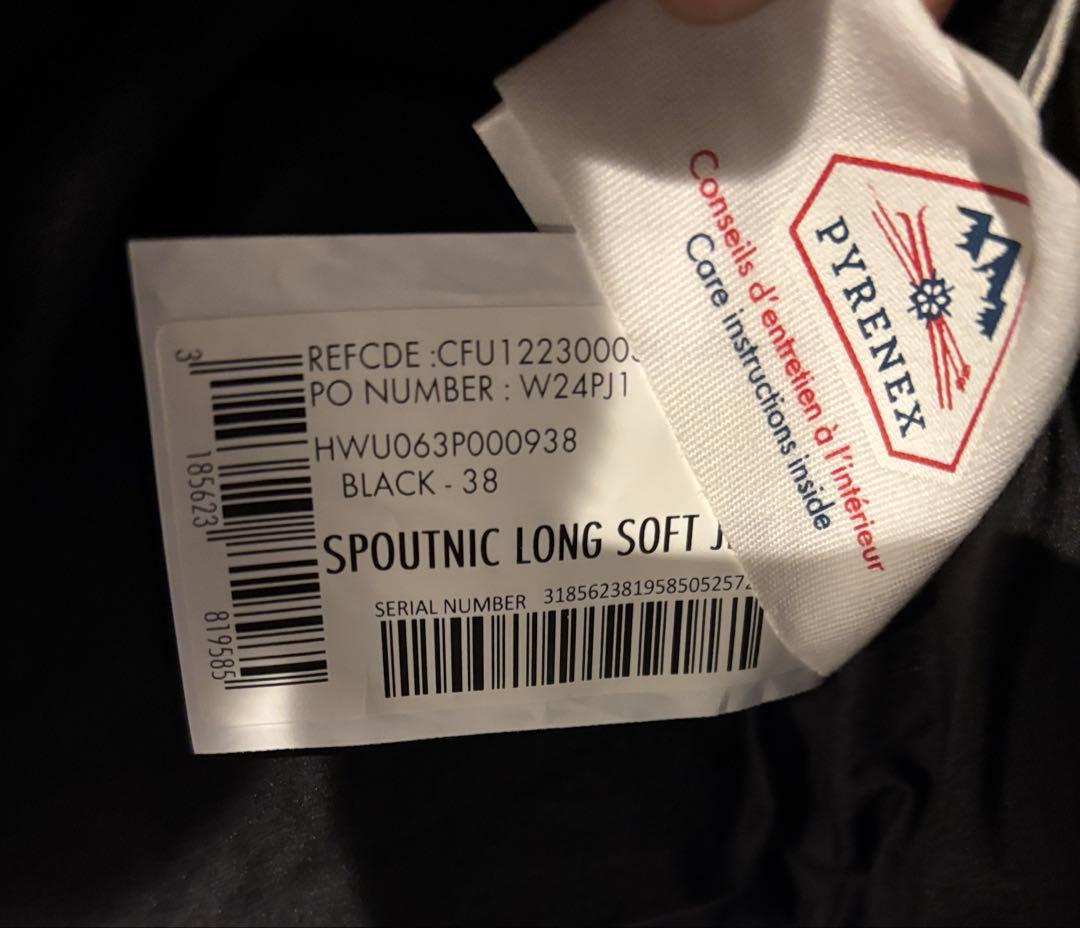 REFCDE :CFU12230003
PO NUMBER : W24PJ1
HWU063P000938
BLACK - 38
SPOUTNIC LONG SOFT J
SERIAL NUMBER 318562381958505257
3 185623 819585
PYRENEX
Conseils d'entretien à l'intérieur
Care instructions inside